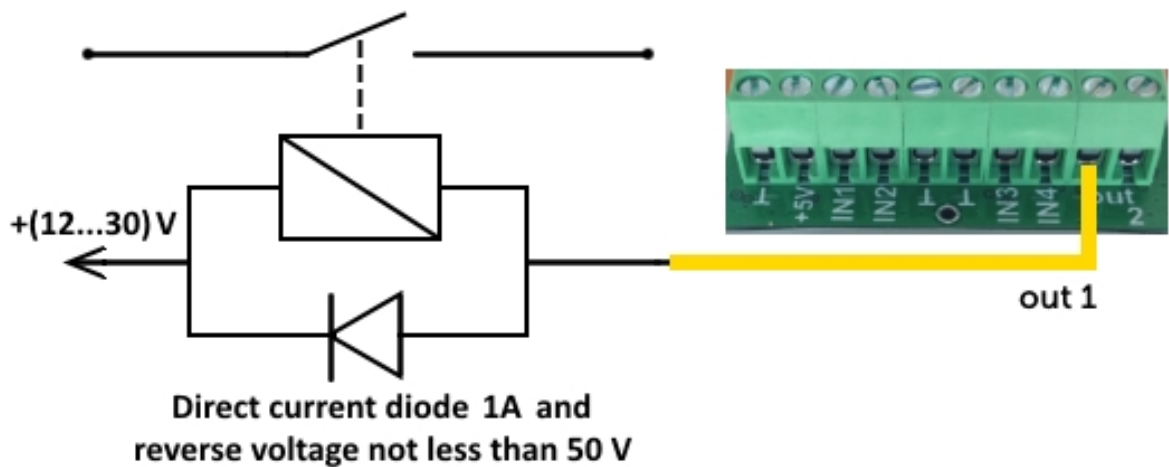 +(12...30) V
⊥ +5V IN1 IN2 ⊥ ⊥ IN3 IN4 out
2
out 1
Direct current diode 1A and
reverse voltage not less than 50 V